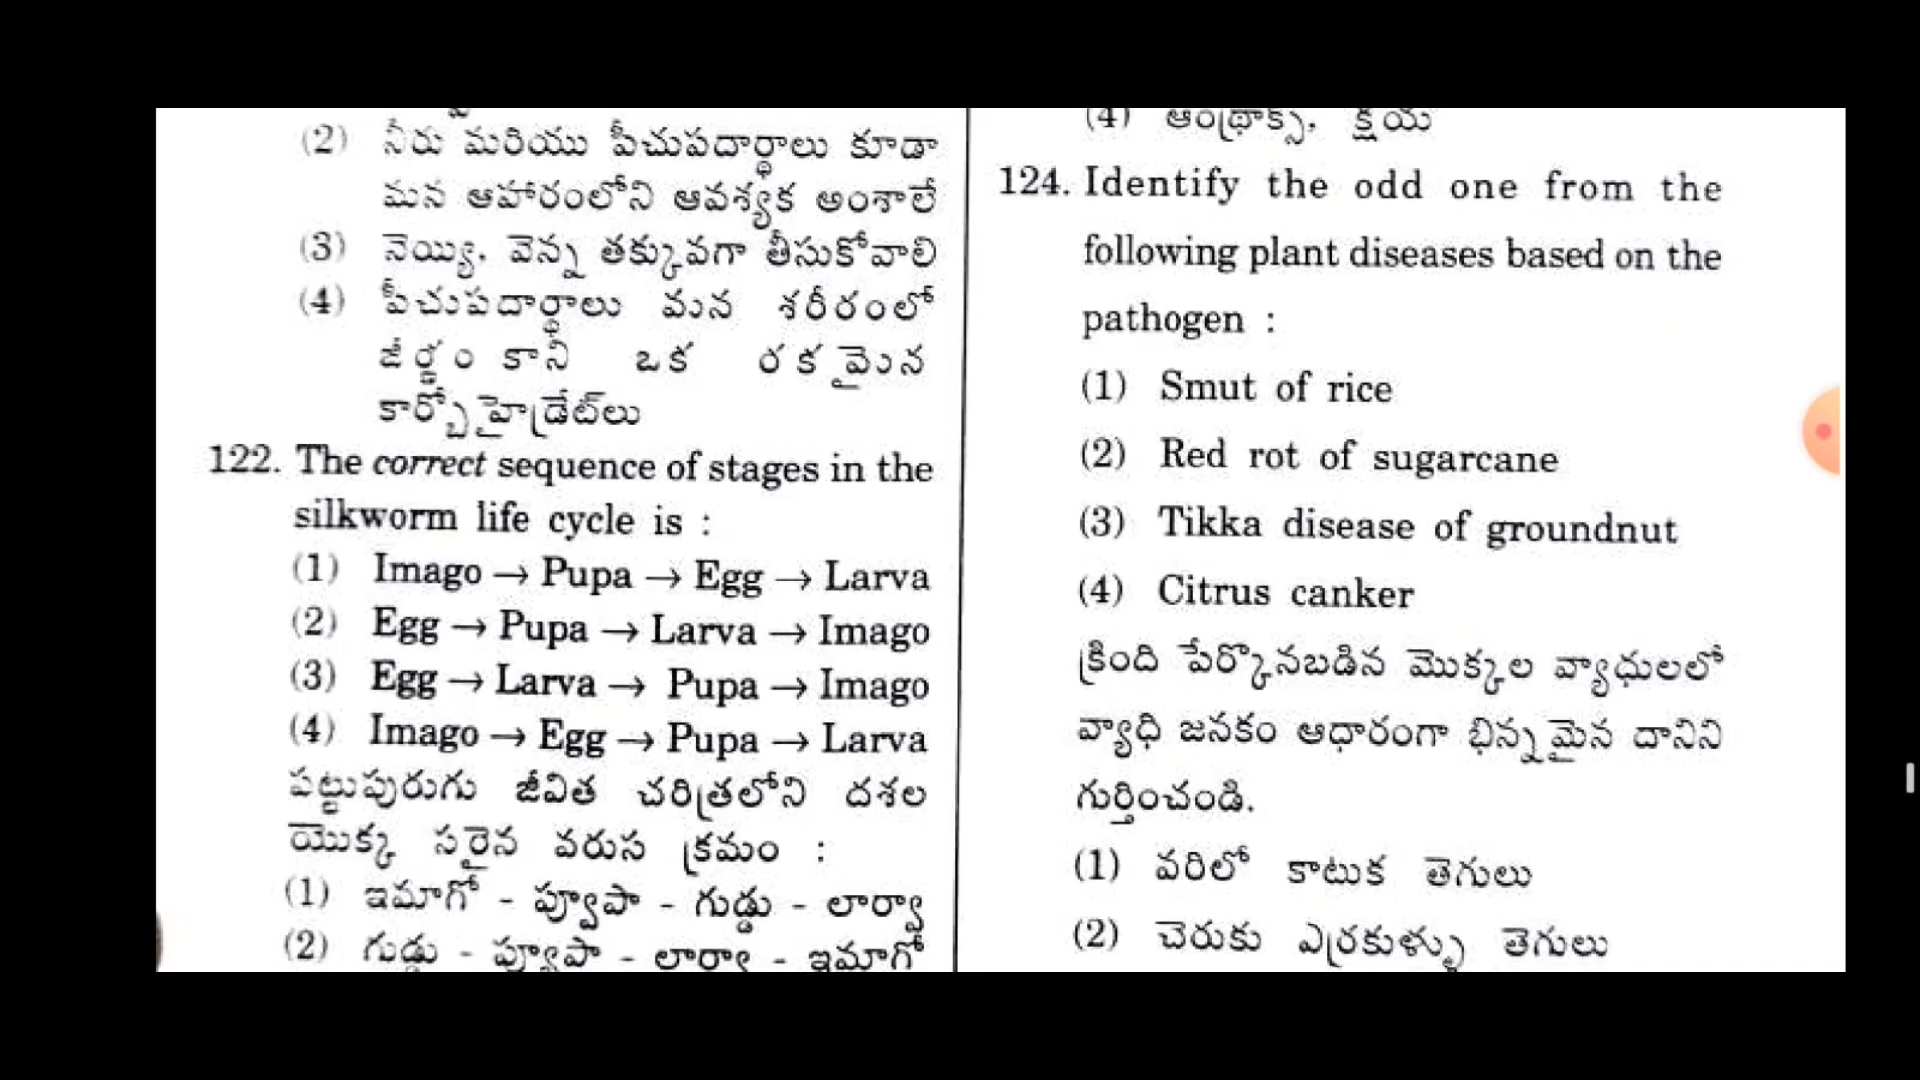 (2) నీరు మరియు పీచుపదార్థాలు కూడా
మన ఆహారంలోని ఆవశ్యక అంశాలే
(3) నెయ్యి, వెన్న తక్కువగా తీసుకోవాలి
(4) పీచుపదార్థాలు మన శరీరంలో
జీర్ణం కాని ఒక రకమైన
కార్బోహైడ్రేట్‌లు
122. The correct sequence of stages in the
silkworm life cycle is :
(1) Imago → Pupa → Egg → Larva
(2) Egg → Pupa → Larva → Imago
(3) Egg → Larva → Pupa → Imago
(4) Imago → Egg → Pupa → Larva
పట్టుపురుగు జీవిత చరిత్రలోని దశల
యొక్క సరైన వరుస క్రమం :
(1) ఇమాగో - ప్యూపా - గుడ్డు - లార్వా
(2) గుడ్డు - ప్యూపా - లార్వా - ఇమాగో
(4) ఆంథ్రాక్స్, క్షయ
124. Identify the odd one from the
following plant diseases based on the
pathogen :
(1) Smut of rice
(2) Red rot of sugarcane
(3) Tikka disease of groundnut
(4) Citrus canker
క్రింది పేర్కొనబడిన మొక్కల వ్యాధులలో
వ్యాధి జనకం ఆధారంగా భిన్నమైన దానిని
గుర్తించండి.
(1) వరిలో కాటుక తెగులు
(2) చెరుకు ఎర్రకుళ్ళు తెగులు